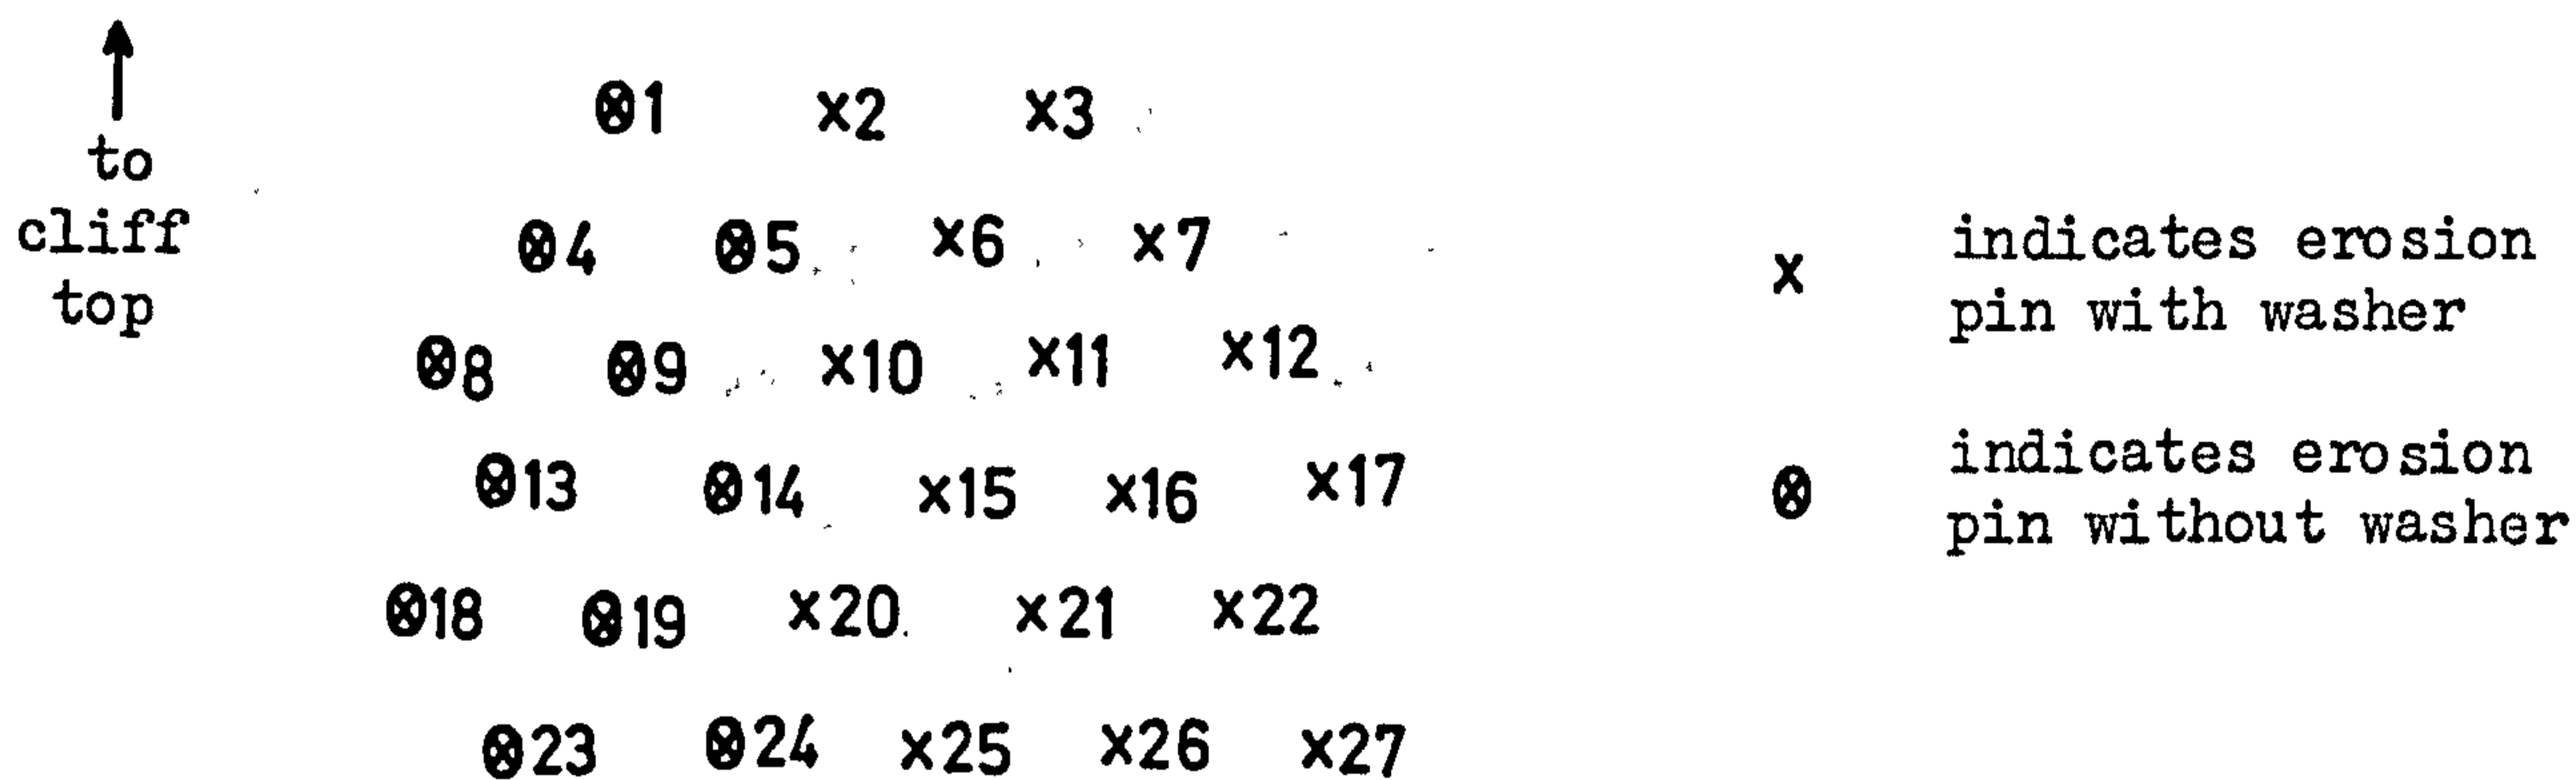 ↑
to
cliff
top
⊗1 x2 x3
⊗4 ⊗5 x6 x7
⊗8 ⊗9 x10 x11 x12
⊗13 ⊗14 x15 x16 x17
⊗18 ⊗19 x20 x21 x22
⊗23 ⊗24 x25 x26 x27
x indicates erosion
pin with washer
⊗ indicates erosion
pin without washer